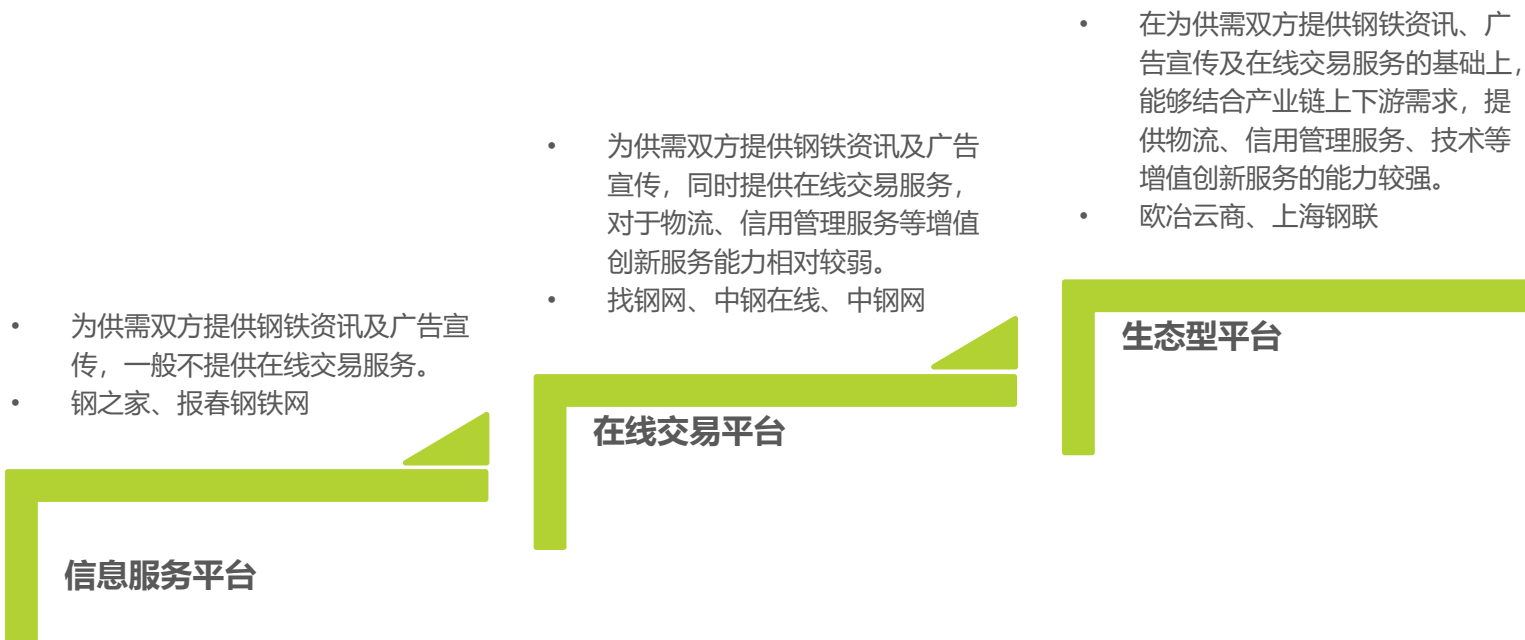 • 为供需双方提供钢铁资讯及广告宣
传，一般不提供在线交易服务。
• 钢之家、报春钢铁网
信息服务平台
• 为供需双方提供钢铁资讯及广告
宣传，同时提供在线交易服务，
对于物流、信用管理服务等增值
创新服务能力相对较弱。
• 找钢网、中钢在线、中钢网
在线交易平台
• 在为供需双方提供钢铁资讯、广
告宣传及在线交易服务的基础上，
能够结合产业链上下游需求，提
供物流、信用管理服务、技术等
增值创新服务的能力较强。
• 欧冶云商、上海钢联
生态型平台